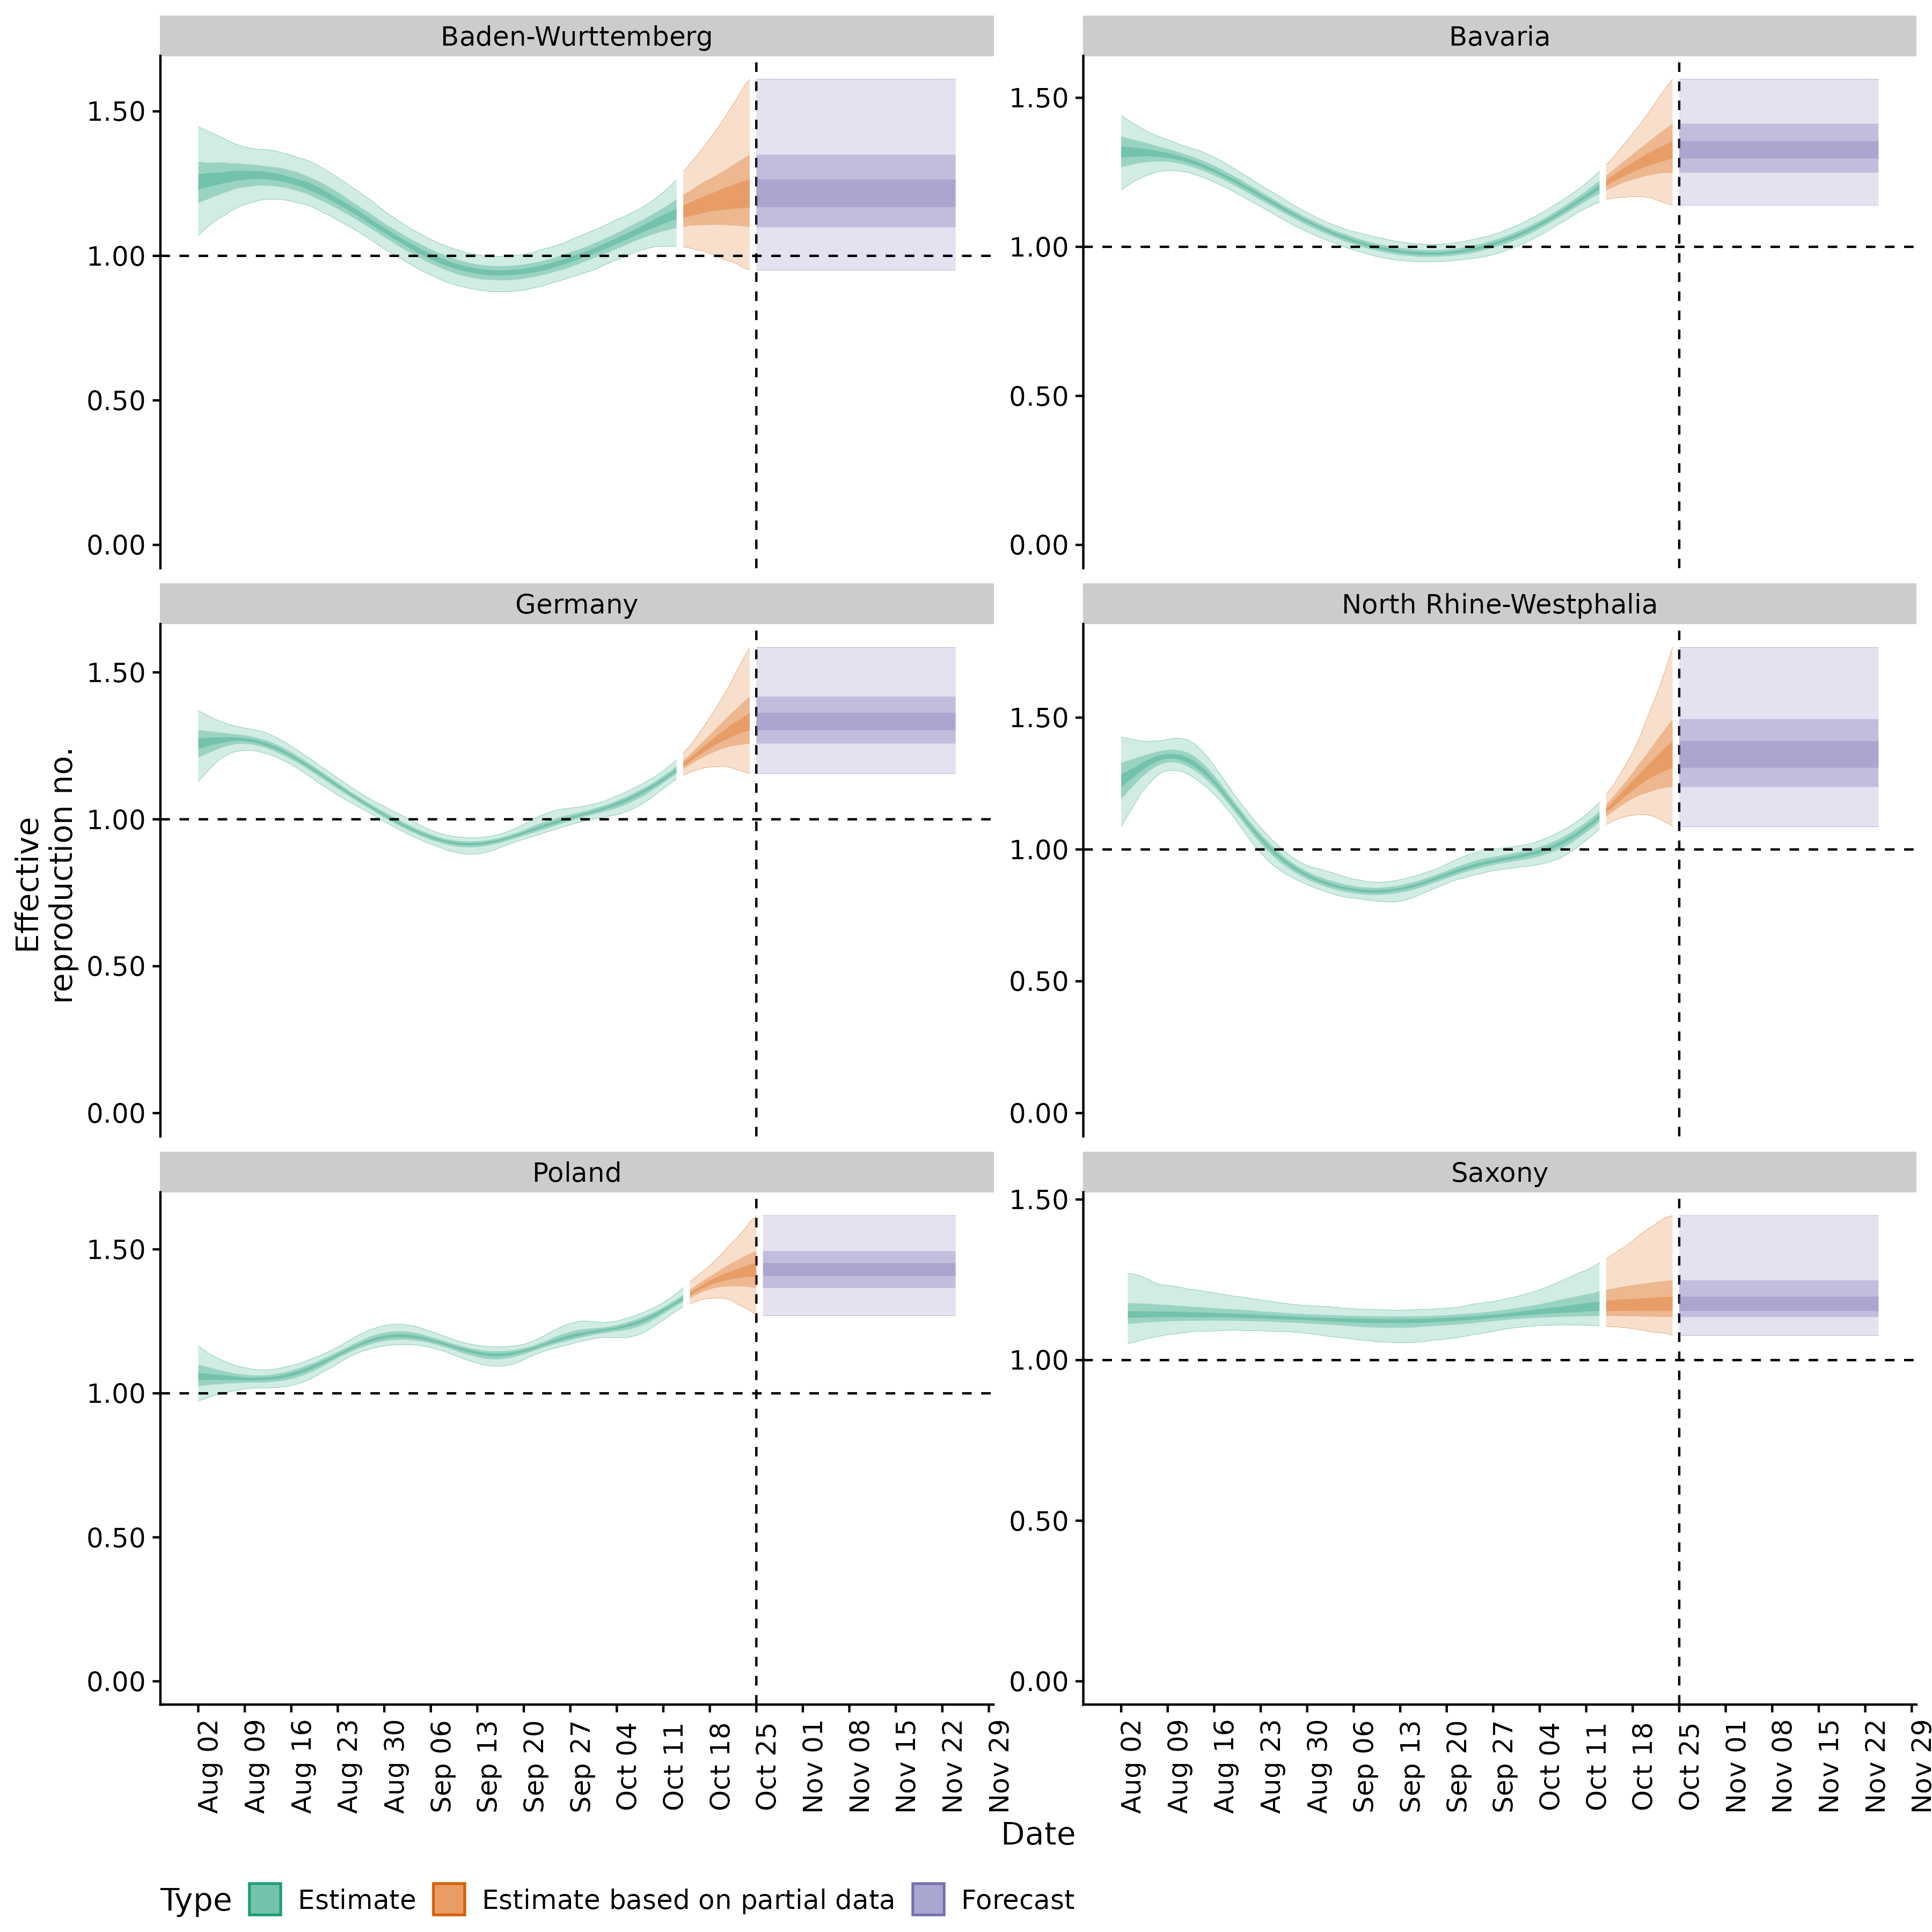 Baden-Wurttemberg
Bavaria
1.50
1.00
0.50
0.00
1.50
1.00
0.50
0.00
Germany
North Rhine-Westphalia
1.50
1.00
0.50
0.00
1.50
1.00
0.50
0.00
Effective
reproduction no.
Poland
Saxony
1.50
1.00
0.50
0.00
1.50
1.00
0.50
0.00
Aug 02
Aug 09
Aug 16
Aug 23
Aug 30
Sep 06
Sep 13
Sep 20
Sep 27
Oct 04
Oct 11
Oct 18
Oct 25
Nov 01
Nov 08
Nov 15
Nov 22
Nov 29
Aug 02
Aug 09
Aug 16
Aug 23
Aug 30
Sep 06
Sep 13
Sep 20
Sep 27
Oct 04
Oct 11
Oct 18
Oct 25
Nov 01
Nov 08
Nov 15
Nov 22
Nov 29
Date
Type Estimate Estimate based on partial data Forecast